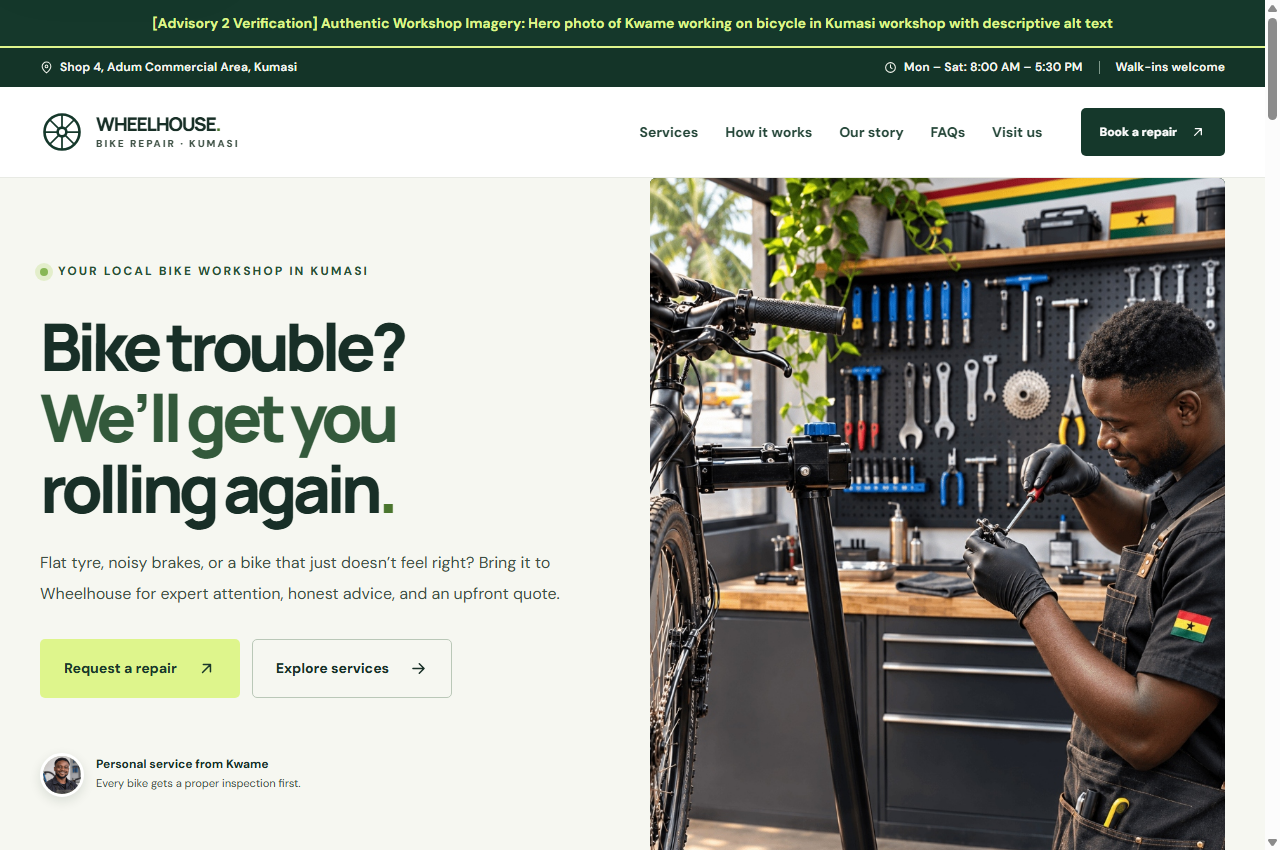 [Advisory 2 Verification] Authentic Workshop Imagery: Hero photo of Kwame working on bicycle in Kumasi workshop with descriptive alt text
Shop 4, Adum Commercial Area, Kumasi
Mon – Sat: 8:00 AM – 5:30 PM
Walk-ins welcome
WHEELHOUSE.
BIKE REPAIR · KUMASI
Services
How it works
Our story
FAQs
Visit us
Book a repair
YOUR LOCAL BIKE WORKSHOP IN KUMASI
Bike trouble?
We’ll get you
rolling again.
Flat tyre, noisy brakes, or a bike that just doesn’t feel right? Bring it to
Wheelhouse for expert attention, honest advice, and an upfront quote.
Request a repair
Explore services
Personal service from Kwame
Every bike gets a proper inspection first.